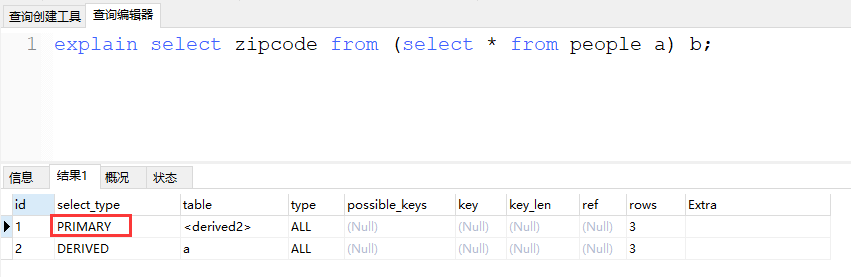 查询创建工具 查询编辑器
1 explain select zipcode from (select * from people a) b;
信息 结果1 概况 状态
id select_type table type possible_keys key key_len ref rows Extra
1 PRIMARY <derived2> ALL (Null) (Null) (Null) (Null) 3
2 DERIVED a ALL (Null) (Null) (Null) (Null) 3